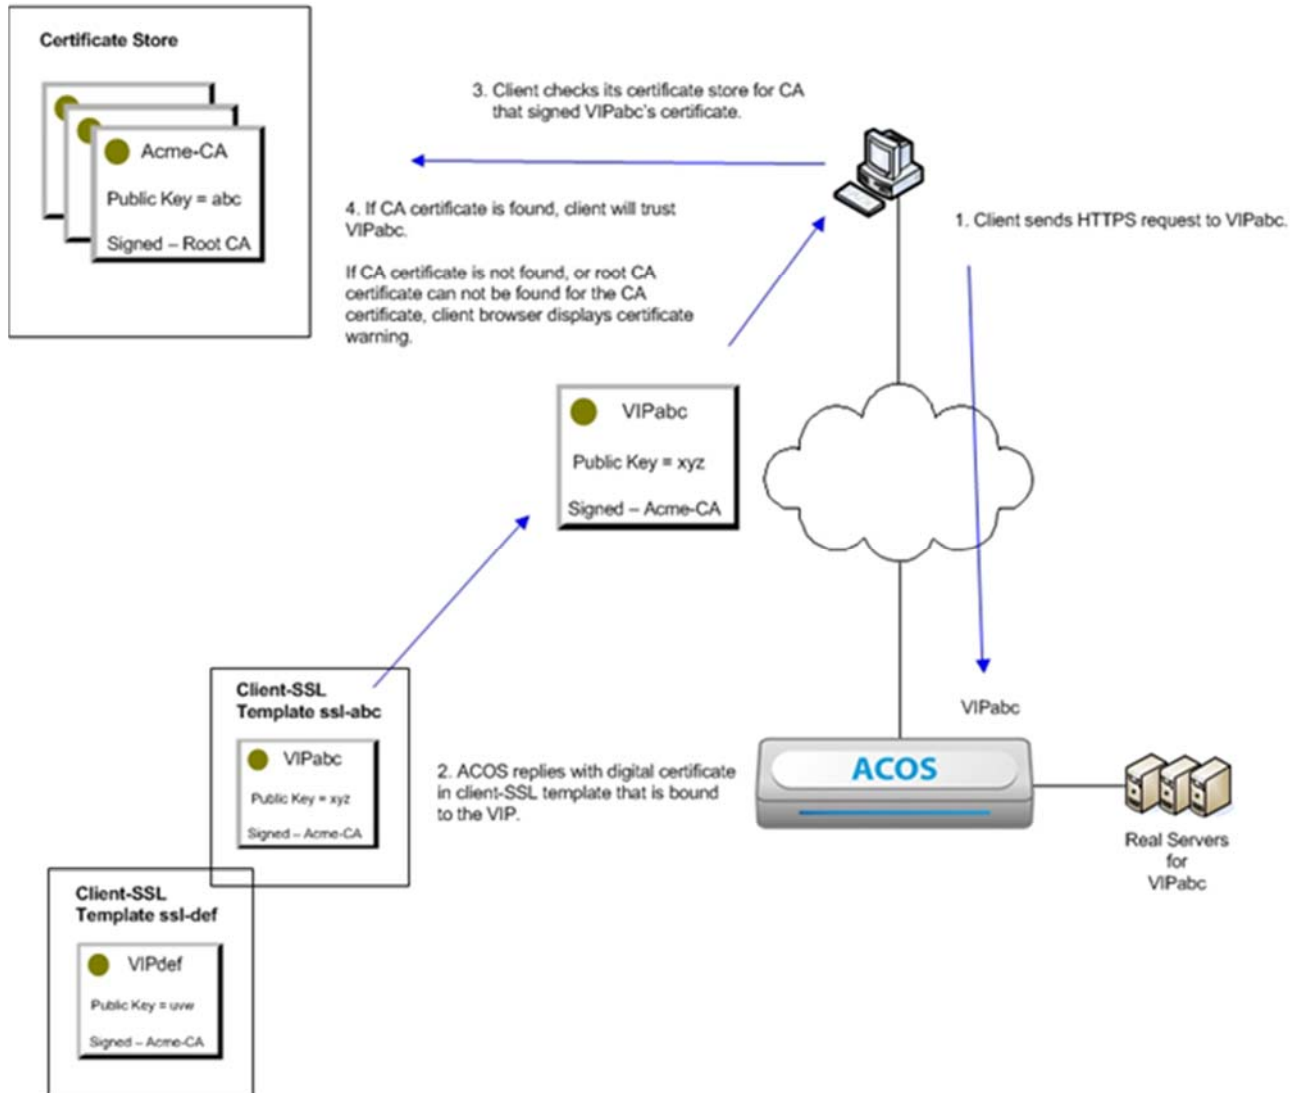 Certificate Store
Acme-CA
Public Key = abc
Signed – Root CA
3. Client checks its certificate store for CA
that signed VIPabc's certificate.
4. If CA certificate is found, client will trust
VIPabc.
If CA certificate is not found, or root CA
certificate can not be found for the CA
certificate, client browser displays certificate
warning.
1. Client sends HTTPS request to VIPabc.
VIPabc
Public Key = xyz
Signed – Acme-CA
Client-SSL
Template ssl-abc
VIPabc
Public Key = xyz
Signed – Acme-CA
2. ACOS replies with digital certificate
in client-SSL template that is bound
to the VIP.
VIPabc
ACOS
Real Servers
for
VIPabc
Client-SSL
Template ssl-def
VIPdef
Public Key = uvw
Signed – Acme-CA